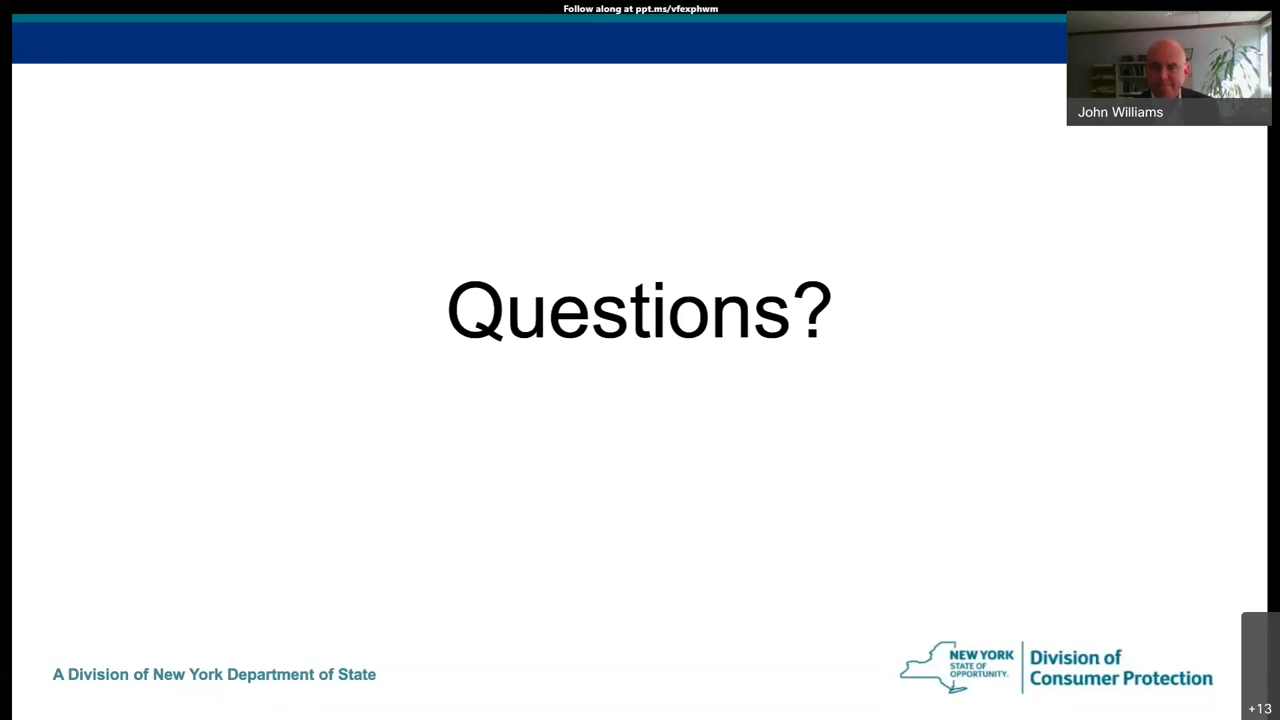 Follow along at ppt.ms/vfexphwm
John Williams
Questions?
A Division of New York Department of State
NEW YORK
STATE OF
OPPORTUNITY.
Division of
Consumer Protection
+13